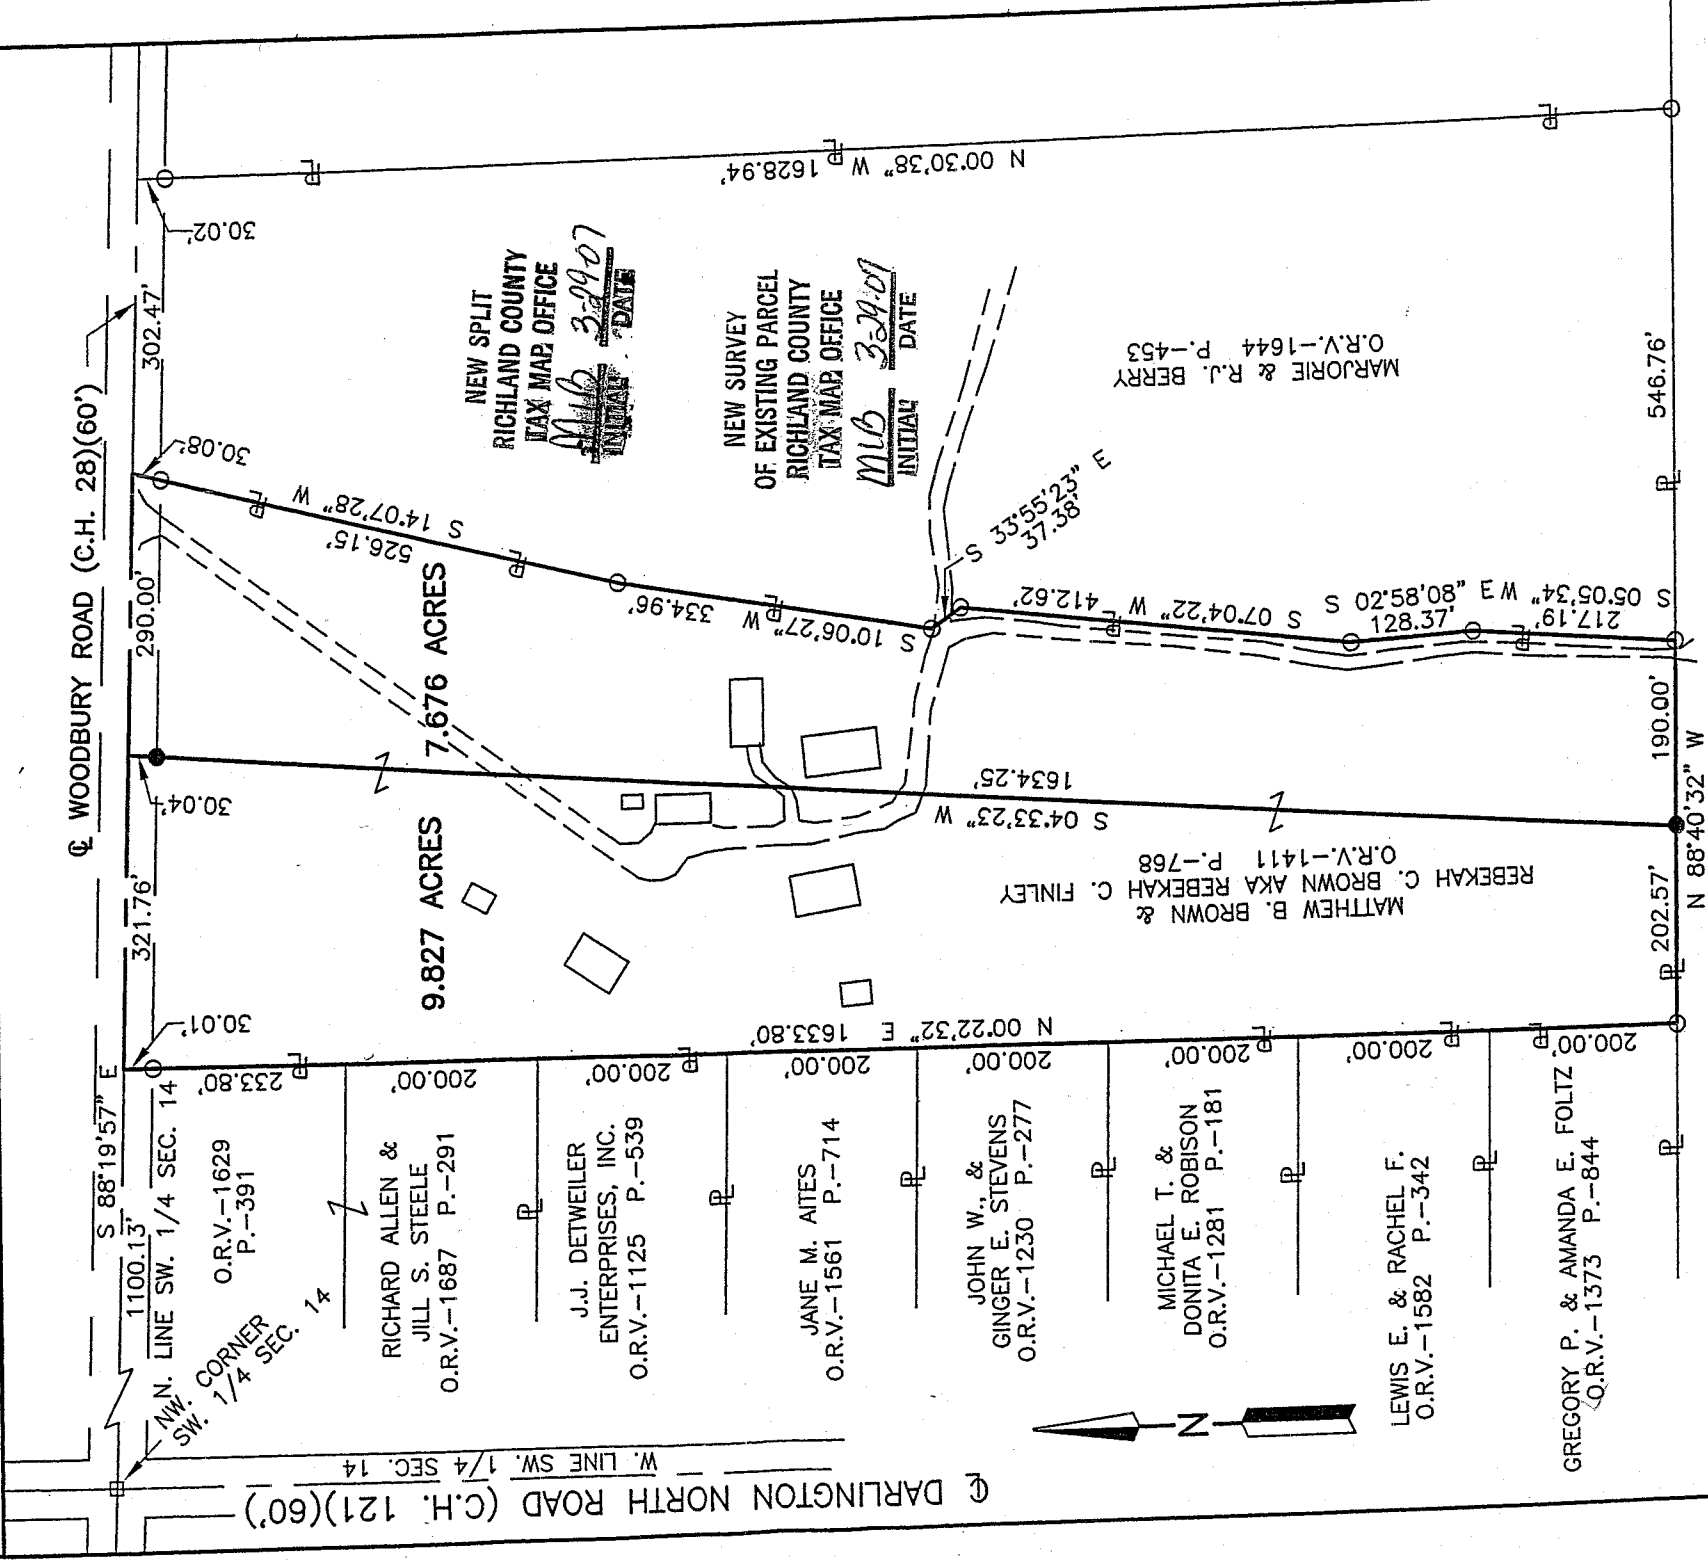 ℄ WOODBURY ROAD (C.H. 28)(60')
S 88°19'57" E
1100.13'
321.76'
290.00'
302.47'
30.01'
30.04'
30.08'
30.02'
N. LINE SW. 1/4 SEC. 14
NW. CORNER
SW. 1/4 SEC. 14
W. LINE SW. 1/4 SEC. 14
℄ DARLINGTON NORTH ROAD (C.H. 121)(60')
O.R.V.-1629
P.-391
RICHARD ALLEN &
JILL S. STEELE
O.R.V.-1687 P.-291
J.J. DETWEILER
ENTERPRISES, INC.
O.R.V.-1125 P.-539
JANE M. AITES
O.R.V.-1561 P.-714
JOHN W., &
GINGER E. STEVENS
O.R.V.-1230 P.-277
MICHAEL T. &
DONITA E. ROBISON
O.R.V.-1281 P.-181
LEWIS E. & RACHEL F.
O.R.V.-1582 P.-342
GREGORY P. & AMANDA E. FOLTZ
O.R.V.-1373 P.-844
N
233.80'
200.00'
200.00'
200.00'
200.00'
200.00'
200.00'
200.00'
N 00°22'32" E 1633.80'
9.827 ACRES
7.676 ACRES
MATTHEW B. BROWN &
REBEKAH C. BROWN AKA REBEKAH C. FINLEY
O.R.V.-1411 P.-768
S 04°33'23" W
1634.25'
S 14°07'28" W
526.15'
S 10°06'27" W
334.96'
S 33°55'23" E
37.38'
S 07°04'22" W 412.62'
S 02°58'08" E
128.37'
S 05°05'34" W
217.19'
202.57'
190.00'
546.76'
N 88°40'32" W
NEW SPLIT
RICHLAND COUNTY
TAX MAP OFFICE
MLB 3-29-07
INITIAL DATE
NEW SURVEY
OF EXISTING PARCEL
RICHLAND COUNTY
TAX MAP OFFICE
MLB 3-29-07
INITIAL DATE
MARJORIE & R.J. BERRY
O.R.V.-1644 P.-453
N 00°30'38" W 1628.94'